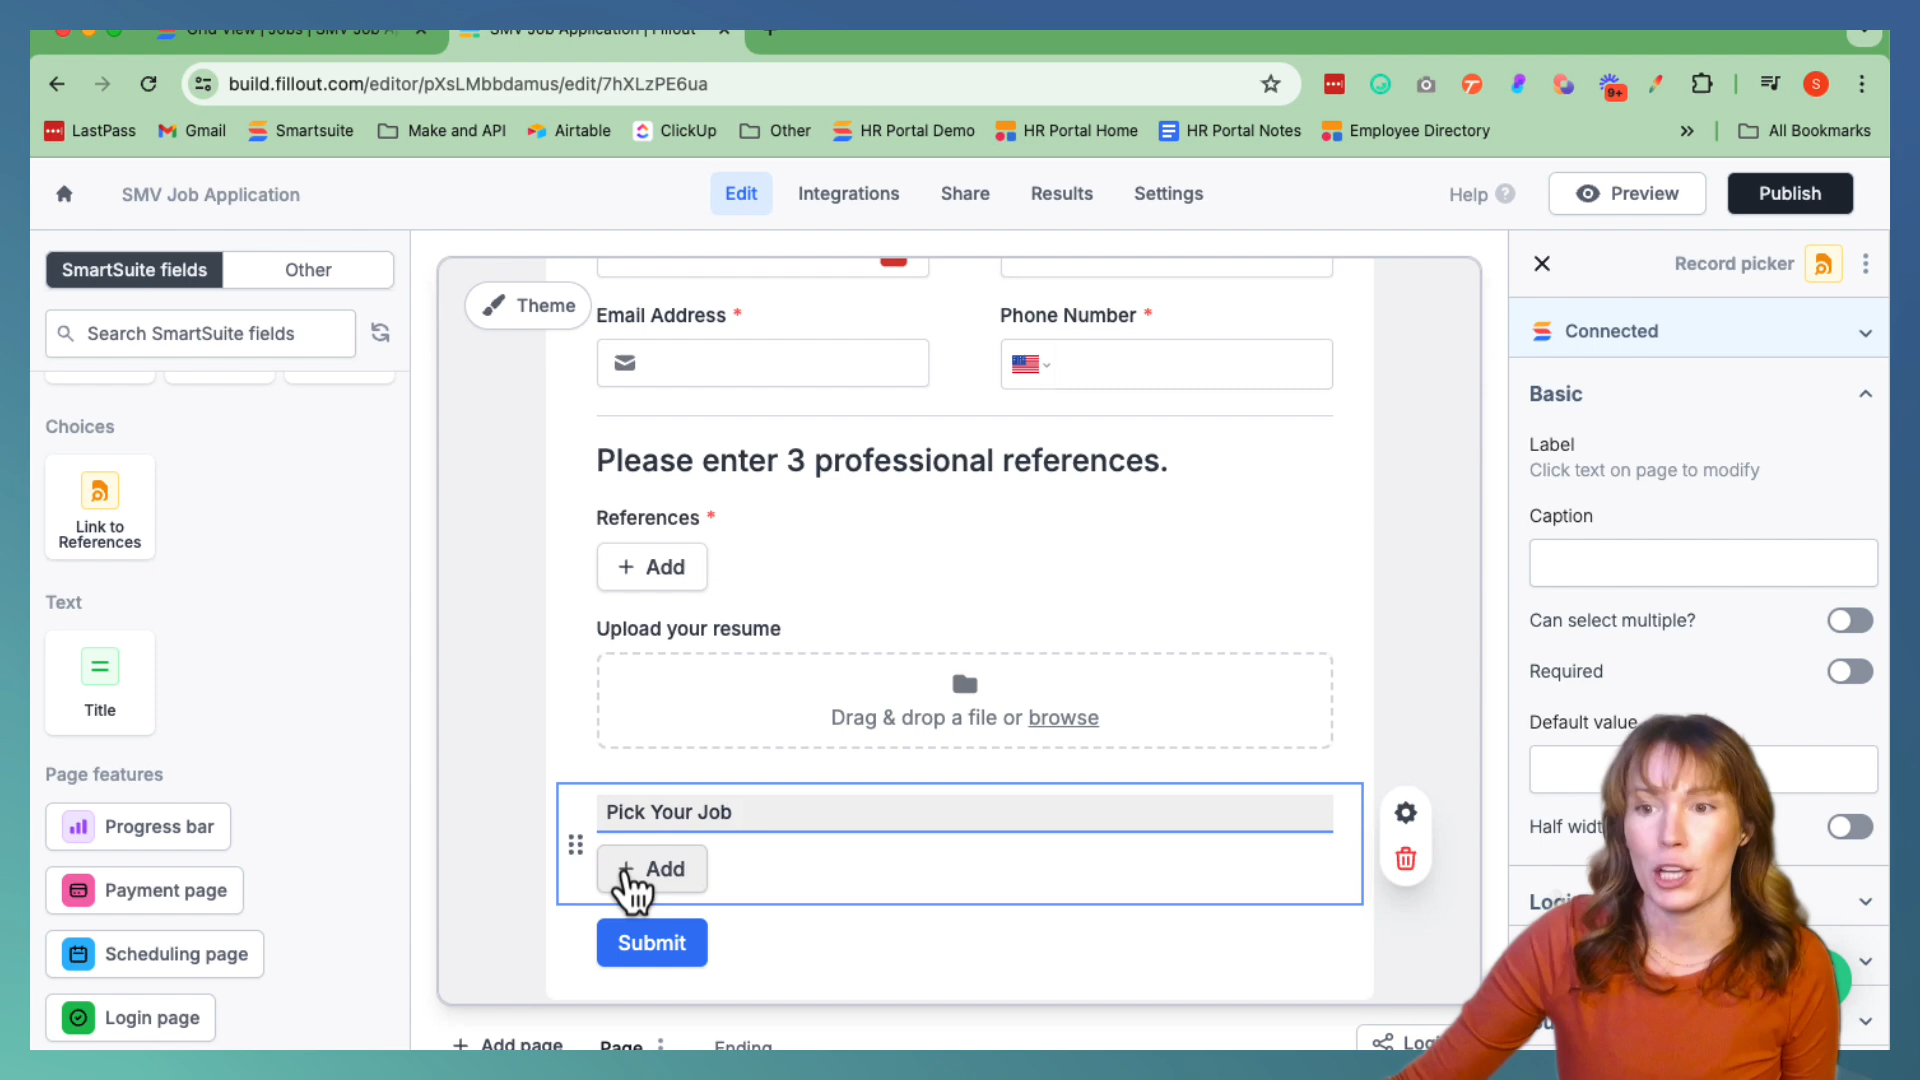 Grid View | Jobs | SMV Job A
SMV Job Application | Fillout
build.fillout.com/editor/pXsLMbbdamus/edit/7hXLzPE6ua
9+
S
LastPass
Gmail
Smartsuite
Make and API
Airtable
ClickUp
Other
HR Portal Demo
HR Portal Home
HR Portal Notes
Employee Directory
All Bookmarks
SMV Job Application
Edit
Integrations
Share
Results
Settings
Help
Preview
Publish
SmartSuite fields
Other
Search SmartSuite fields
Choices
Link to
References
Text
Title
Page features
Progress bar
Payment page
Scheduling page
Login page
Theme
Email Address *
Phone Number *
Please enter 3 professional references.
References *
+ Add
Upload your resume
Drag & drop a file or browse
Pick Your Job
+ Add
Submit
+ Add page
Page
Ending
Record picker
Connected
Basic
Label
Click text on page to modify
Caption
Can select multiple?
Required
Default value
Half widt